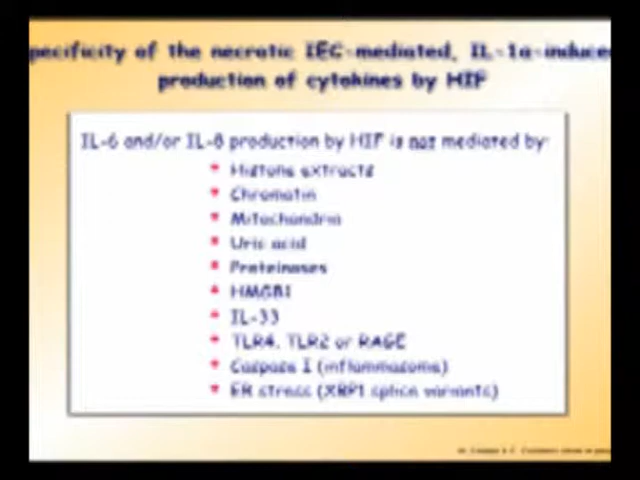 pecificity of the necrotic IEC-mediated, IL-1α-induce
production of cytokines by HIF
IL-6 and/or IL-8 production by HIF is not mediated by:
Histone extracts
Chromatin
Mitochondria
Uric acid
Proteinases
HMGB1
IL-33
TLR4, TLR2 or RAGE
Caspase I (inflammasome)
ER stress (XBP1 splice variants)